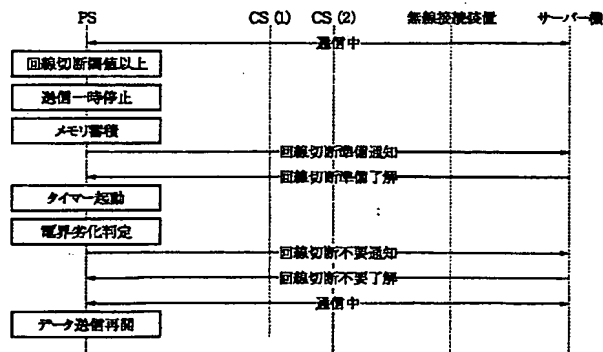 PS CS (1) CS (2) 無線接続装置 サーバー機
通信中
回線切断閾値以上
送信一時停止
メモリ蓄積
回線切断準備通知
回線切断準備了解
タイマー起動
電界劣化判定
回線切断不要通知
回線切断不要了解
通信中
データ送信再開